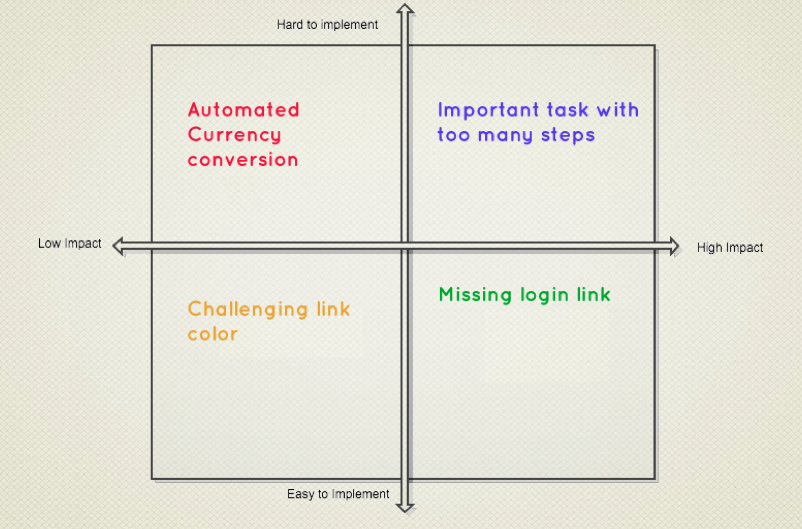 Hard to implement
Automated
Currency
conversion
Important task with
too many steps
Low Impact
High Impact
Challenging link
color
Missing login link
Easy to Implement